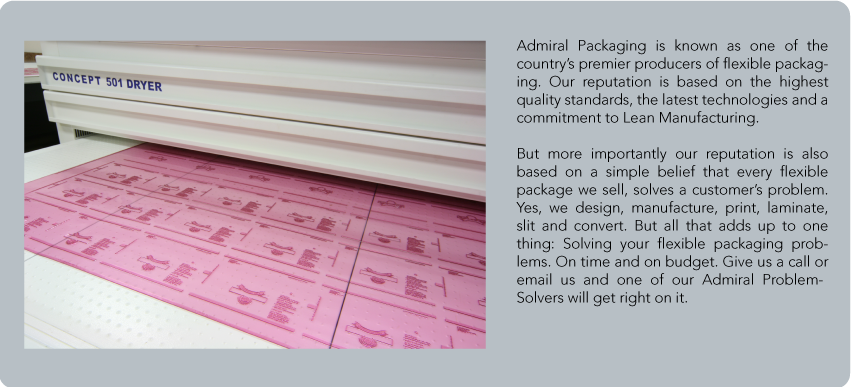 CONCEPT 501 DRYER
Admiral Packaging is known as one of the
country's premier producers of flexible packag-
ing. Our reputation is based on the highest
quality standards, the latest technologies and a
commitment to Lean Manufacturing.
But more importantly our reputation is also
based on a simple belief that every flexible
package we sell, solves a customer's problem.
Yes, we design, manufacture, print, laminate,
slit and convert. But all that adds up to one
thing: Solving your flexible packaging prob-
lems. On time and on budget. Give us a call or
email us and one of our Admiral Problem-
Solvers will get right on it.